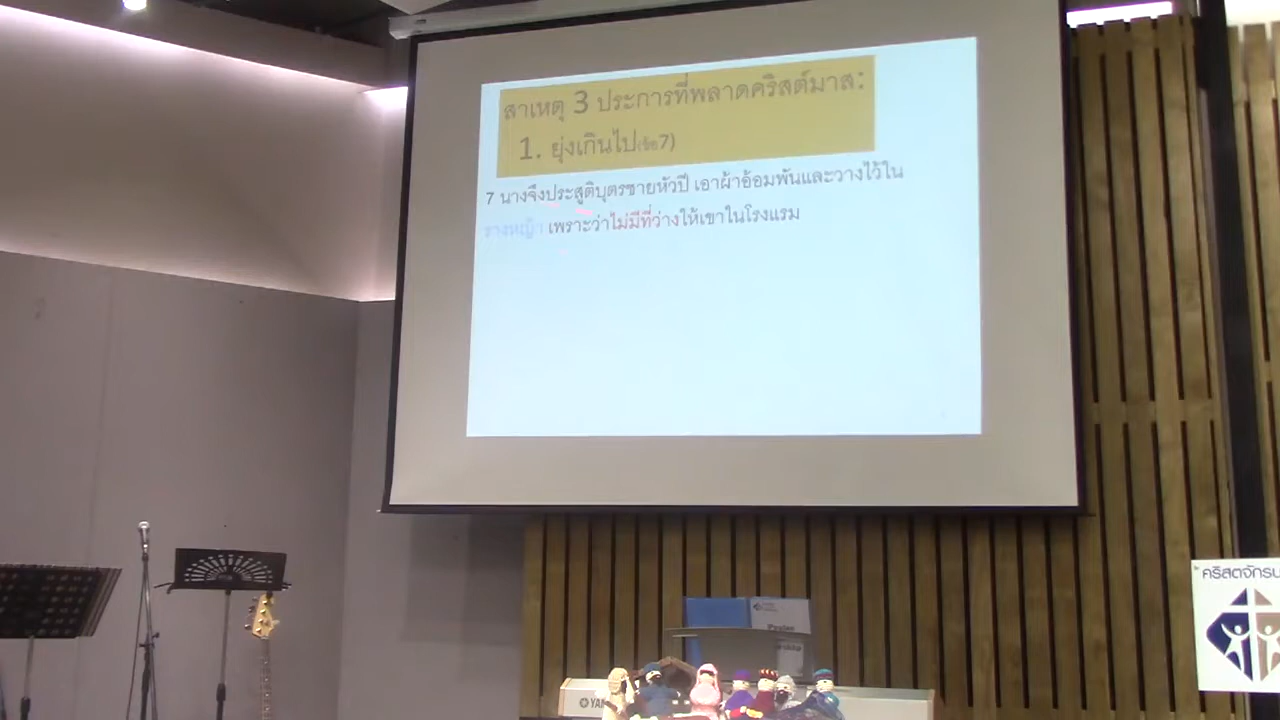 สาเหตุ 3 ประการที่พลาดคริสต์มาส:
1. ยุ่งเกินไป(ข้อ7)
7 นางจึงประสูติบุตรชายหัวปี เอาผ้าอ้อมพันและวางไว้ใน
รางหญ้า เพราะว่าไม่มีที่ว่างให้เขาในโรงแรม
คริสตจักร